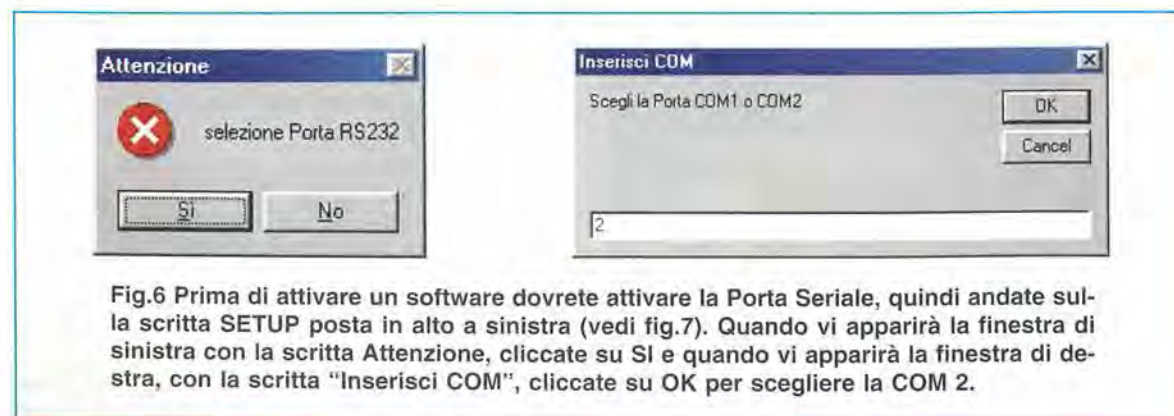 Attenzione
selezione Porta RS232
Sì
No
Inserisci COM
Scegli la Porta COM1 o COM2
OK
Cancel
2
Fig.6 Prima di attivare un software dovrete attivare la Porta Seriale, quindi andate sul-
la scritta SETUP posta in alto a sinistra (vedi fig.7). Quando vi apparirà la finestra di
sinistra con la scritta Attenzione, cliccate su SI e quando vi apparirà la finestra di de-
stra, con la scritta “Inserisci COM”, cliccate su OK per scegliere la COM 2.